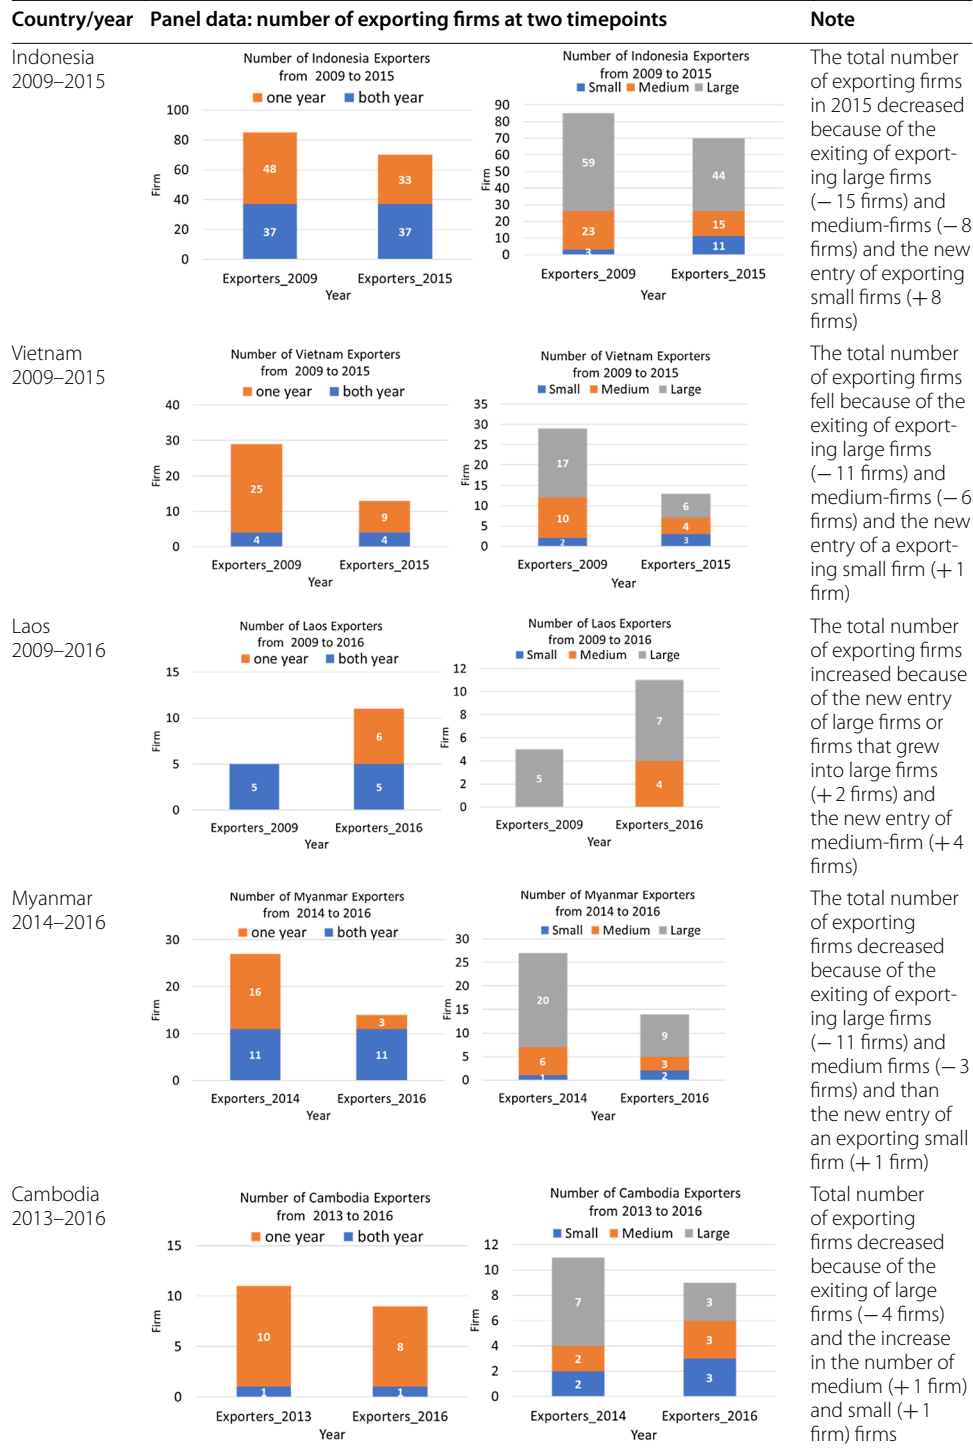 Country/year Panel data: number of exporting firms at two timepoints Note
Indonesia
2009–2015
Number of Indonesia Exporters
from 2009 to 2015
one year both year
100
80
60
40
20
0
Firm
48
37
33
37
Exporters_2009 Exporters_2015
Year
Number of Indonesia Exporters
from 2009 to 2015
Small Medium Large
90
80
70
60
50
40
30
20
10
0
Firm
59
23
3
44
15
11
Exporters_2009 Exporters_2015
Year
The total number
of exporting firms
in 2015 decreased
because of the
exiting of export-
ing large firms
(− 15 firms) and
medium-firms (− 8
firms) and the new
entry of exporting
small firms (+ 8
firms)
Vietnam
2009–2015
Number of Vietnam Exporters
from 2009 to 2015
one year both year
40
30
20
10
0
Firm
25
4
9
4
Exporters_2009 Exporters_2015
Year
Number of Vietnam Exporters
from 2009 to 2015
Small Medium Large
35
30
25
20
15
10
5
0
Firm
17
10
2
6
4
3
Exporters_2009 Exporters_2015
Year
The total number
of exporting firms
fell because of the
exiting of export-
ing large firms
(− 11 firms) and
medium-firms (− 6
firms) and the new
entry of a export-
ing small firm (+ 1
firm)
Laos
2009–2016
Number of Laos Exporters
from 2009 to 2016
one year both year
15
10
5
0
Firm
5
6
5
Exporters_2009 Exporters_2016
Year
Number of Laos Exporters
from 2009 to 2016
Small Medium Large
12
10
8
6
4
2
0
Firm
5
7
4
Exporters_2009 Exporters_2016
Year
The total number
of exporting firms
increased because
of the new entry
of large firms or
firms that grew
into large firms
(+ 2 firms) and
the new entry of
medium-firm (+ 4
firms)
Myanmar
2014–2016
Number of Myanmar Exporters
from 2014 to 2016
one year both year
30
20
10
0
Firm
16
11
3
11
Exporters_2014 Exporters_2016
Year
Number of Myanmar Exporters
from 2014 to 2016
Small Medium Large
30
25
20
15
10
5
0
Firm
20
6
1
9
3
2
Exporters_2014 Exporters_2016
Year
The total number
of exporting
firms decreased
because of the
exiting of export-
ing large firms
(− 11 firms) and
medium firms (− 3
firms) and than
the new entry of
an exporting small
firm (+ 1 firm)
Cambodia
2013–2016
Number of Cambodia Exporters
from 2013 to 2016
one year both year
15
10
5
0
Firm
10
1
8
1
Exporters_2013 Exporters_2016
Year
Number of Cambodia Exporters
from 2013 to 2016
Small Medium Large
12
10
8
6
4
2
0
Firm
7
2
2
3
3
3
Exporters_2014 Exporters_2016
Year
Total number
of exporting
firms decreased
because of the
exiting of large
firms (− 4 firms)
and the increase
in the number of
medium (+ 1 firm)
and small (+ 1
firm) firms